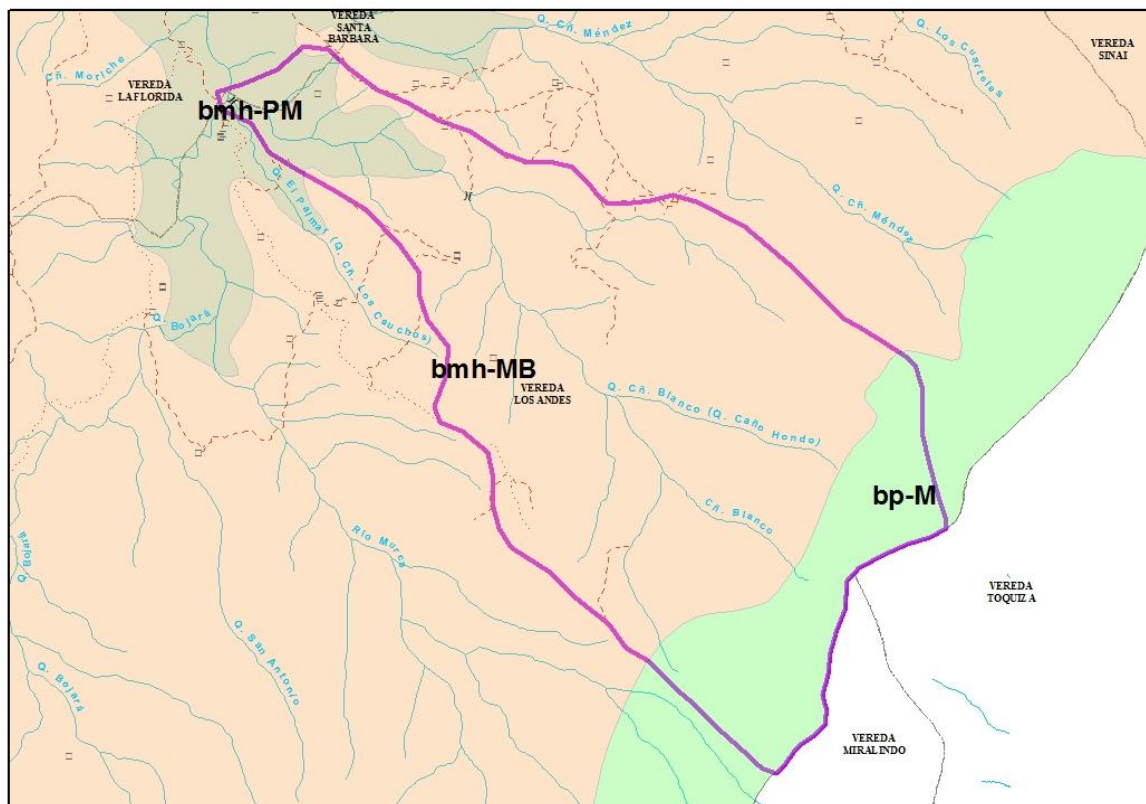 VEREDA
SANTA
BARBARA
Q. Cñ. Méndez
Q. Los Cuarteles
VEREDA
SINAI
Cñ. Moriche
VEREDA
LA FLORIDA
bmh-PM
Q. El Palmar (Q. Cñ. Los Cauchos)
Q. Cñ. Méndez
Q. Bojará
bmh-MB
VEREDA
LOS ANDES
Q. Cñ. Blanco (Q. Caño Hondo)
bp-M
Cñ. Blanco
Río Murca
Q Bojará
VEREDA
TOQUIZA
Q. San Antonio
Q. Bojará
VEREDA
MIRALINDO